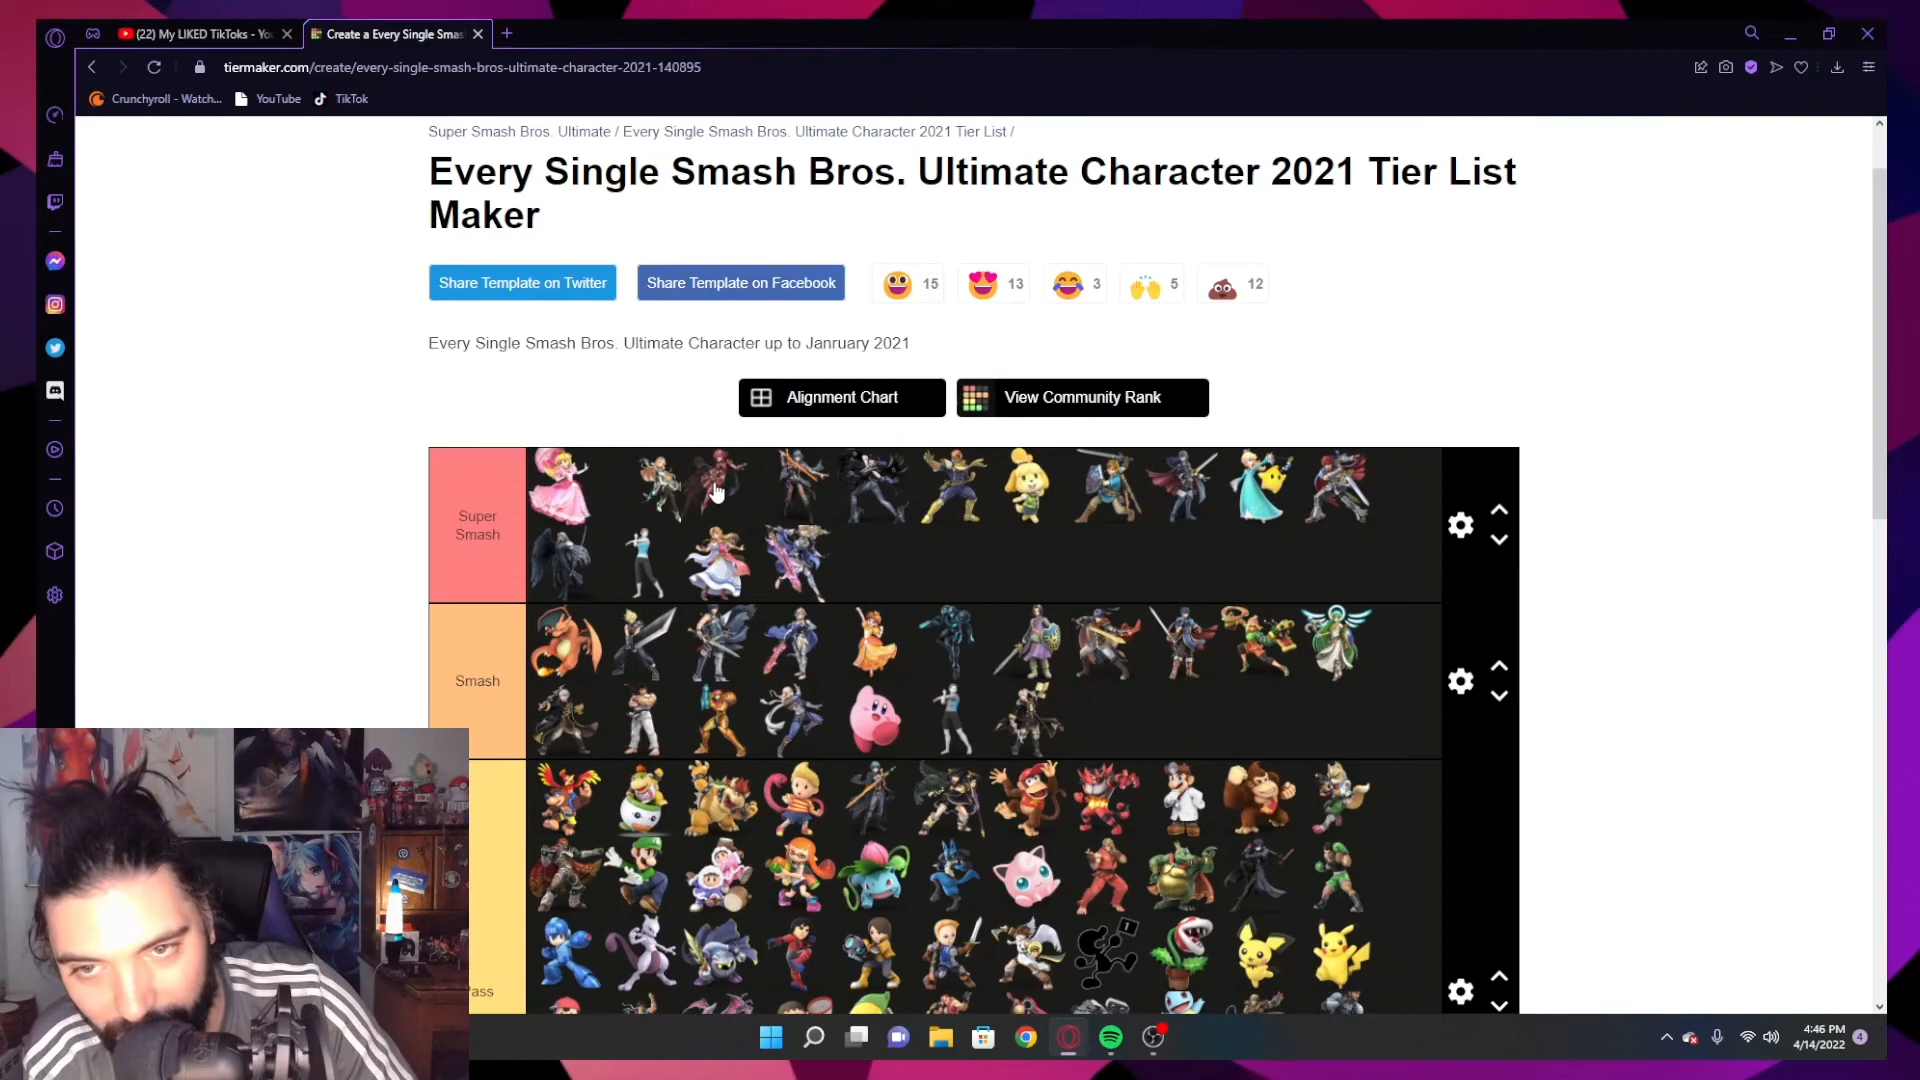 (22) My LIKED TikToks - You
Create a Every Single Smas
tiermaker.com/create/every-single-smash-bros-ultimate-character-2021-140895
Crunchyroll - Watch...
YouTube
TikTok
Super Smash Bros. Ultimate / Every Single Smash Bros. Ultimate Character 2021 Tier List /
Every Single Smash Bros. Ultimate Character 2021 Tier List
Maker
Share Template on Twitter
Share Template on Facebook
15
13
3
5
12
Every Single Smash Bros. Ultimate Character up to Janruary 2021
Alignment Chart
View Community Rank
Super
Smash
Smash
ass
4:46 PM
4/14/2022
4